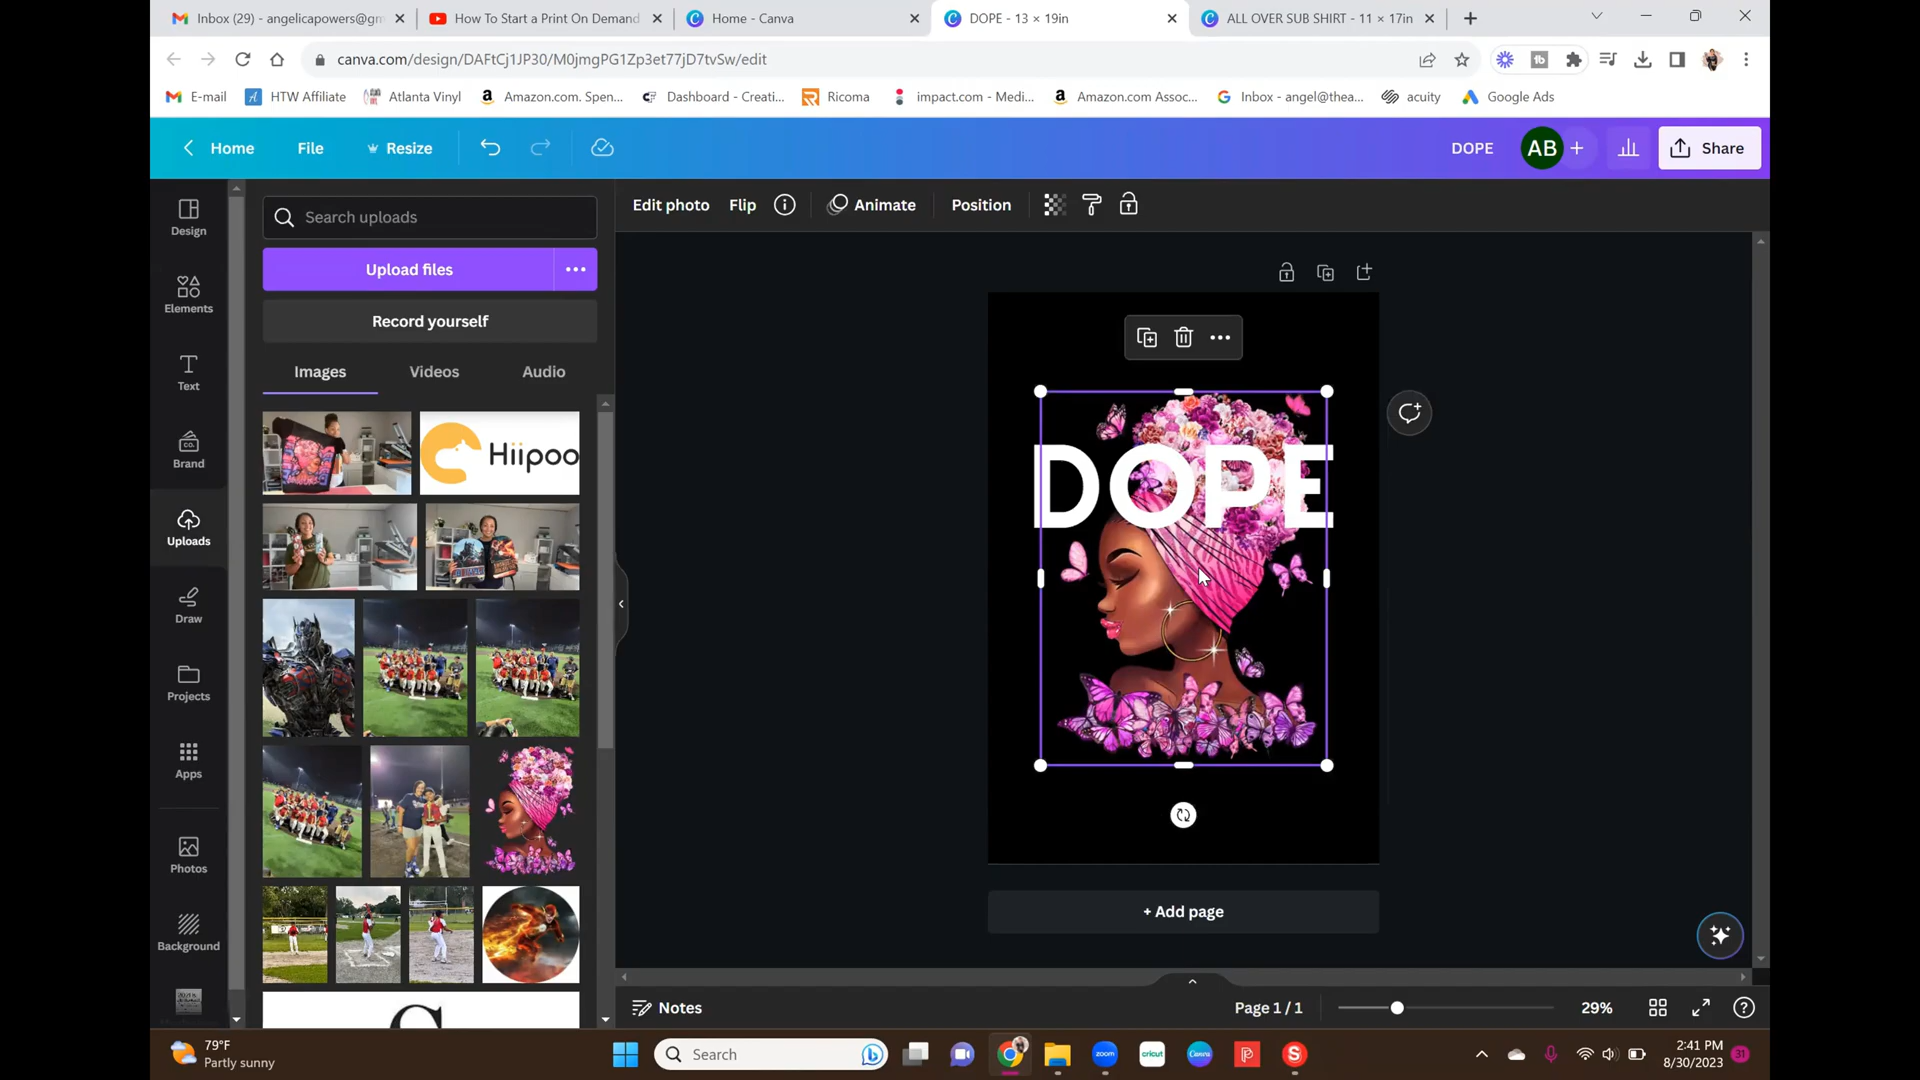 Inbox (29) - angelicapowers@gm
How To Start a Print On Demand
Home - Canva
DOPE - 13 × 19in
ALL OVER SUB SHIRT - 11 × 17in
canva.com/design/DAFtCj1JP30/M0jmgPG1Zp3et77jD7tvSw/edit
E-mail
HTW Affiliate
Atlanta Vinyl
Amazon.com. Spen...
Dashboard - Creati...
Ricoma
impact.com - Medi...
Amazon.com Assoc...
Inbox - angel@thea...
acuity
Google Ads
Home
File
Resize
DOPE
AB
Share
Design
Elements
Text
Brand
Uploads
Draw
Projects
Apps
Photos
Background
Search uploads
Upload files
Record yourself
Images
Videos
Audio
Hiipoo
Edit photo
Flip
Animate
Position
DOPE
+ Add page
Notes
Page 1 / 1
29%
79°F
Partly sunny
Search
zoom
cricut
Canva
2:41 PM
8/30/2023
31